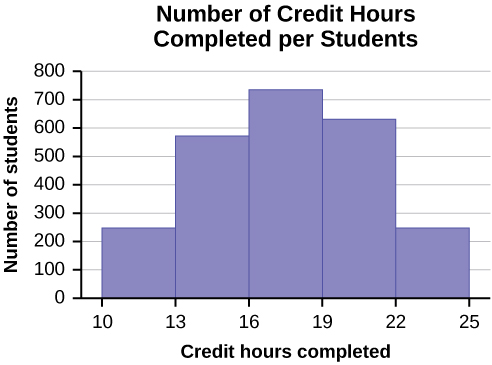 Number of Credit Hours
Completed per Students
Number of students
800
700
600
500
400
300
200
100
0
10 13 16 19 22 25
Credit hours completed